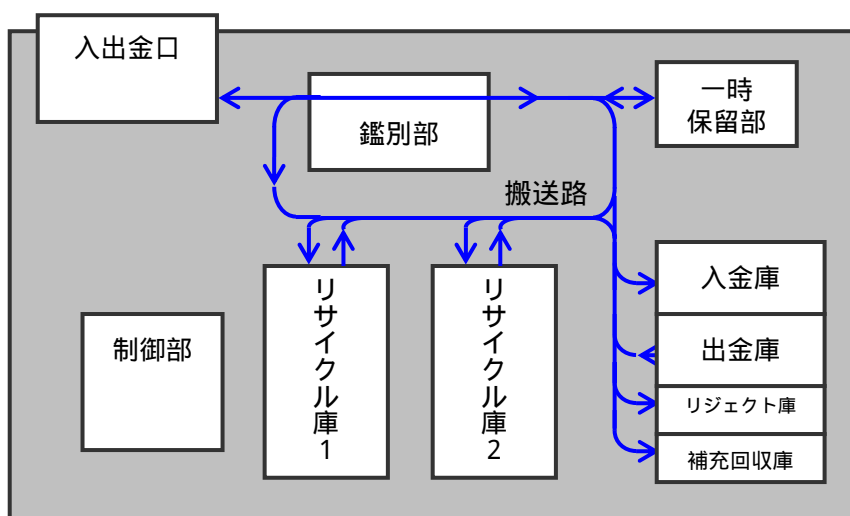 入出金口
鑑別部
一時
保留部
搬送路
制御部
リサイクル庫1
リサイクル庫2
入金庫
出金庫
リジェクト庫
補充回収庫